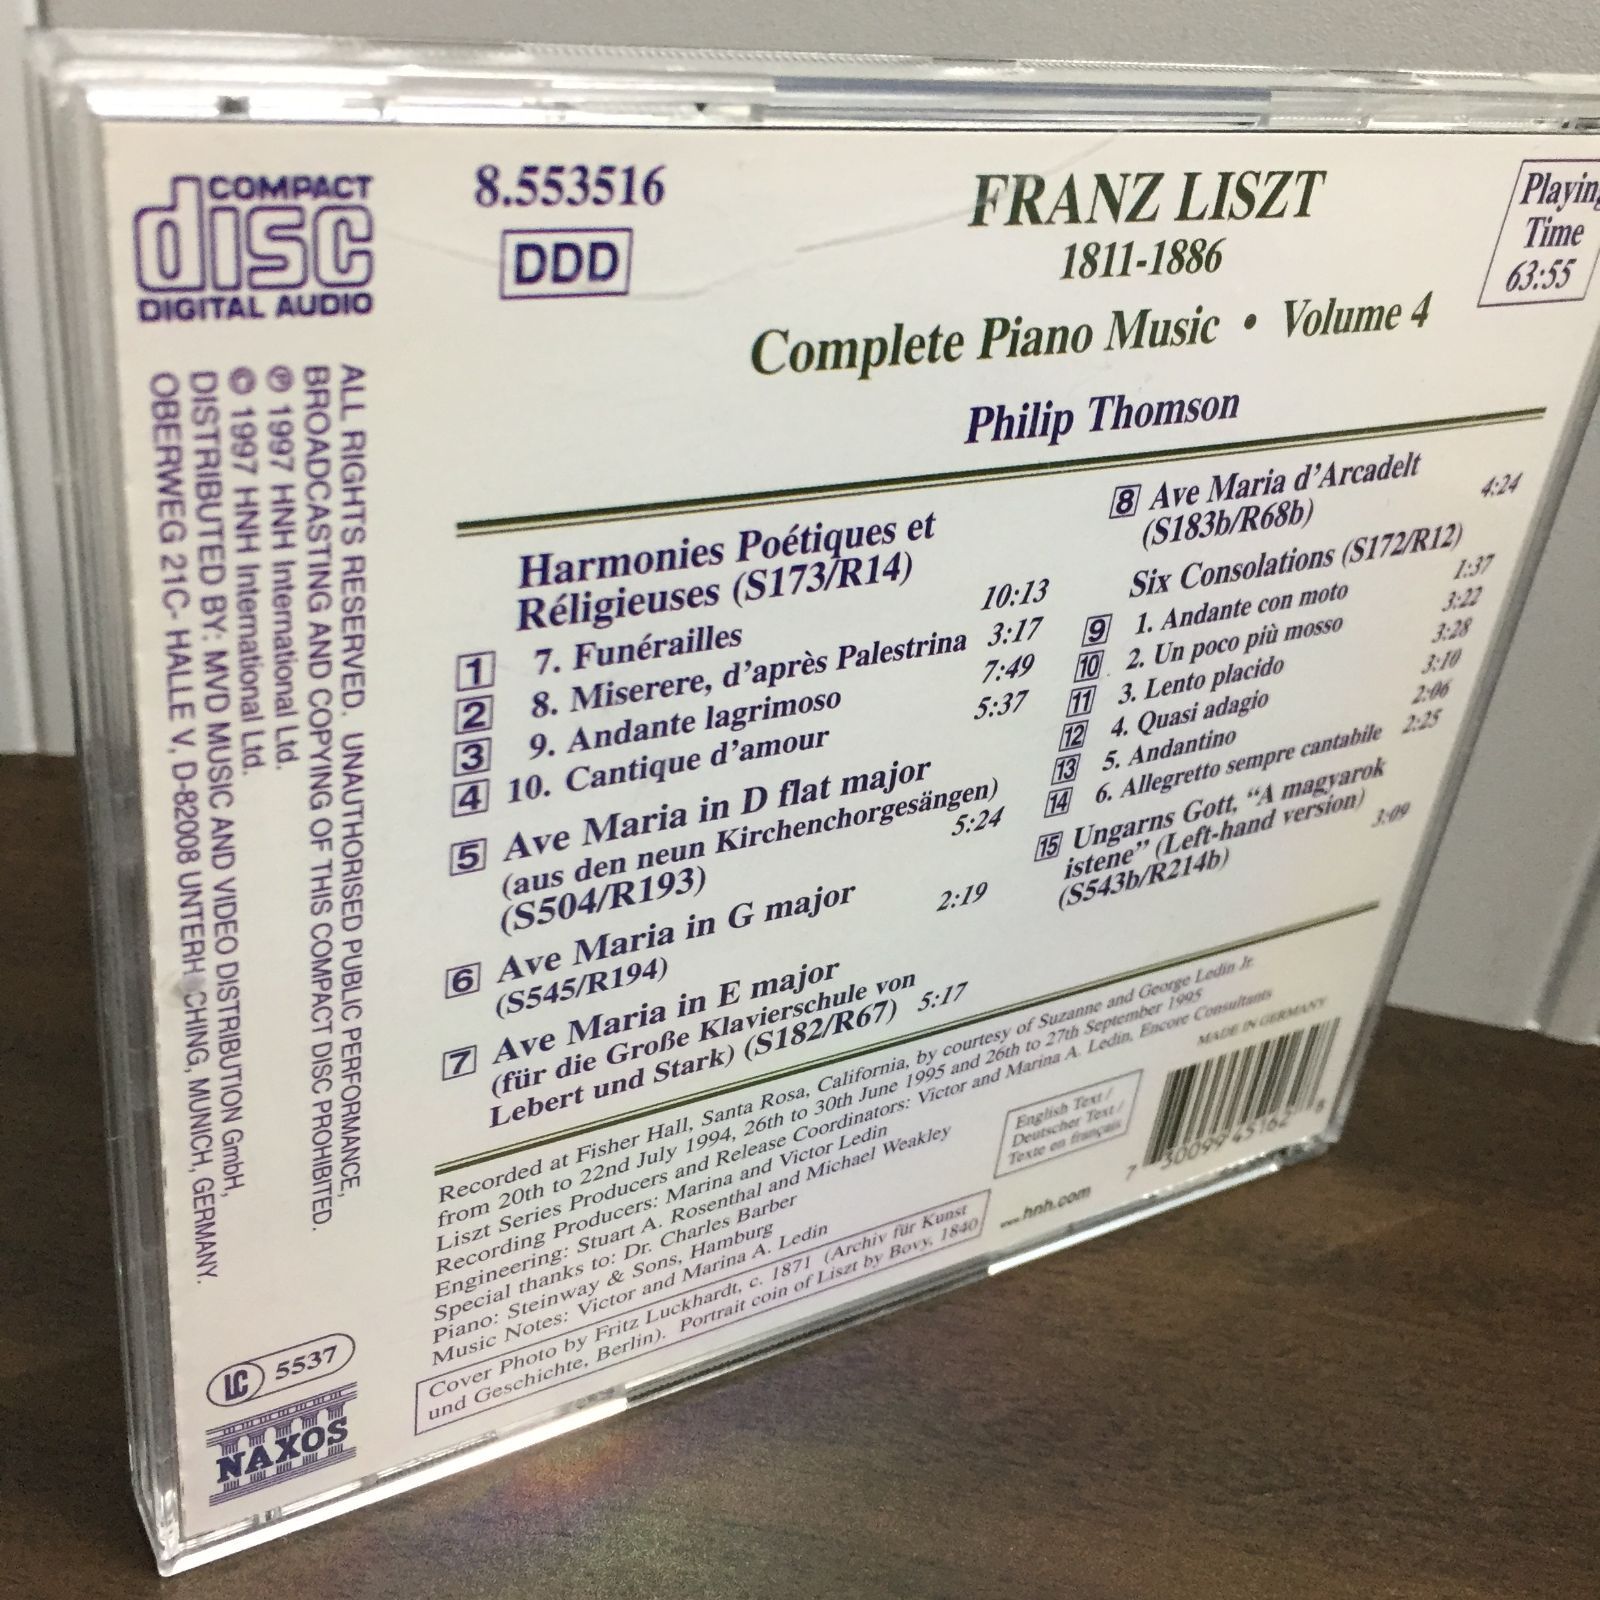 COMPACT
disc
DIGITAL AUDIO
8.553516
DDD
FRANZ LISZT
1811-1886
Complete Piano Music • Volume 4
Philip Thomson
Playing
Time
63:55
Harmonies Poétiques et
Réligieuses (S173/R14)
1 7. Funérailles 10:13
2 8. Miserere, d'après Palestrina 3:17
3 9. Andante lagrimoso 7:49
4 10. Cantique d'amour 5:37
5 Ave Maria in D flat major
(aus den neun Kirchenchorgesängen)
(S504/R193) 5:24
6 Ave Maria in G major 2:19
(S545/R194)
7 Ave Maria in E major
(für die Große Klavierschule von
Lebert und Stark) (S182/R67) 5:17
8 Ave Maria d'Arcadelt 4:24
(S183b/R68b)
Six Consolations (S172/R12)
9 1. Andante con moto 1:37
10 2. Un poco più mosso 3:22
11 3. Lento placido 3:28
12 4. Quasi adagio 3:10
13 5. Andantino 2:06
14 6. Allegretto sempre cantabile 2:25
15 Ungarns Gott, "A magyarok
istene" (Left-hand version) 3:09
(S543b/R214b)
Recorded at Fisher Hall, Santa Rosa, California, by courtesy of Suzanne and George Ledin Jr.
from 20th to 22nd July 1994, 26th to 30th June 1995 and 26th to 27th September 1995
Liszt Series Producers and Release Coordinators: Victor and Marina A. Ledin, Encore Consultants
Recording Producers: Marina and Victor Ledin
Engineering: Stuart A. Rosenthal and Michael Weakley
Special thanks to: Dr. Charles Barber
Piano: Steinway & Sons, Hamburg
Music Notes: Victor and Marina A. Ledin
Cover Photo by Fritz Luckhardt, c. 1871 (Archiv für Kunst
und Geschichte, Berlin). Portrait coin of Liszt by Bovy, 1840
MADE IN GERMANY
English Text /
Deutscher Text /
Texte en français
7 30099 45162 8
www.hnh.com
ALL RIGHTS RESERVED. UNAUTHORISED PUBLIC PERFORMANCE,
BROADCASTING AND COPYING OF THIS COMPACT DISC PROHIBITED.
℗ 1997 HNH International Ltd.
© 1997 HNH International Ltd.
DISTRIBUTED BY: MVD MUSIC AND VIDEO DISTRIBUTION GmbH,
OBERWEG 21C- HALLE V, D-82008 UNTERH CHING, MUNICH, GERMANY.
LC 5537
NAXOS